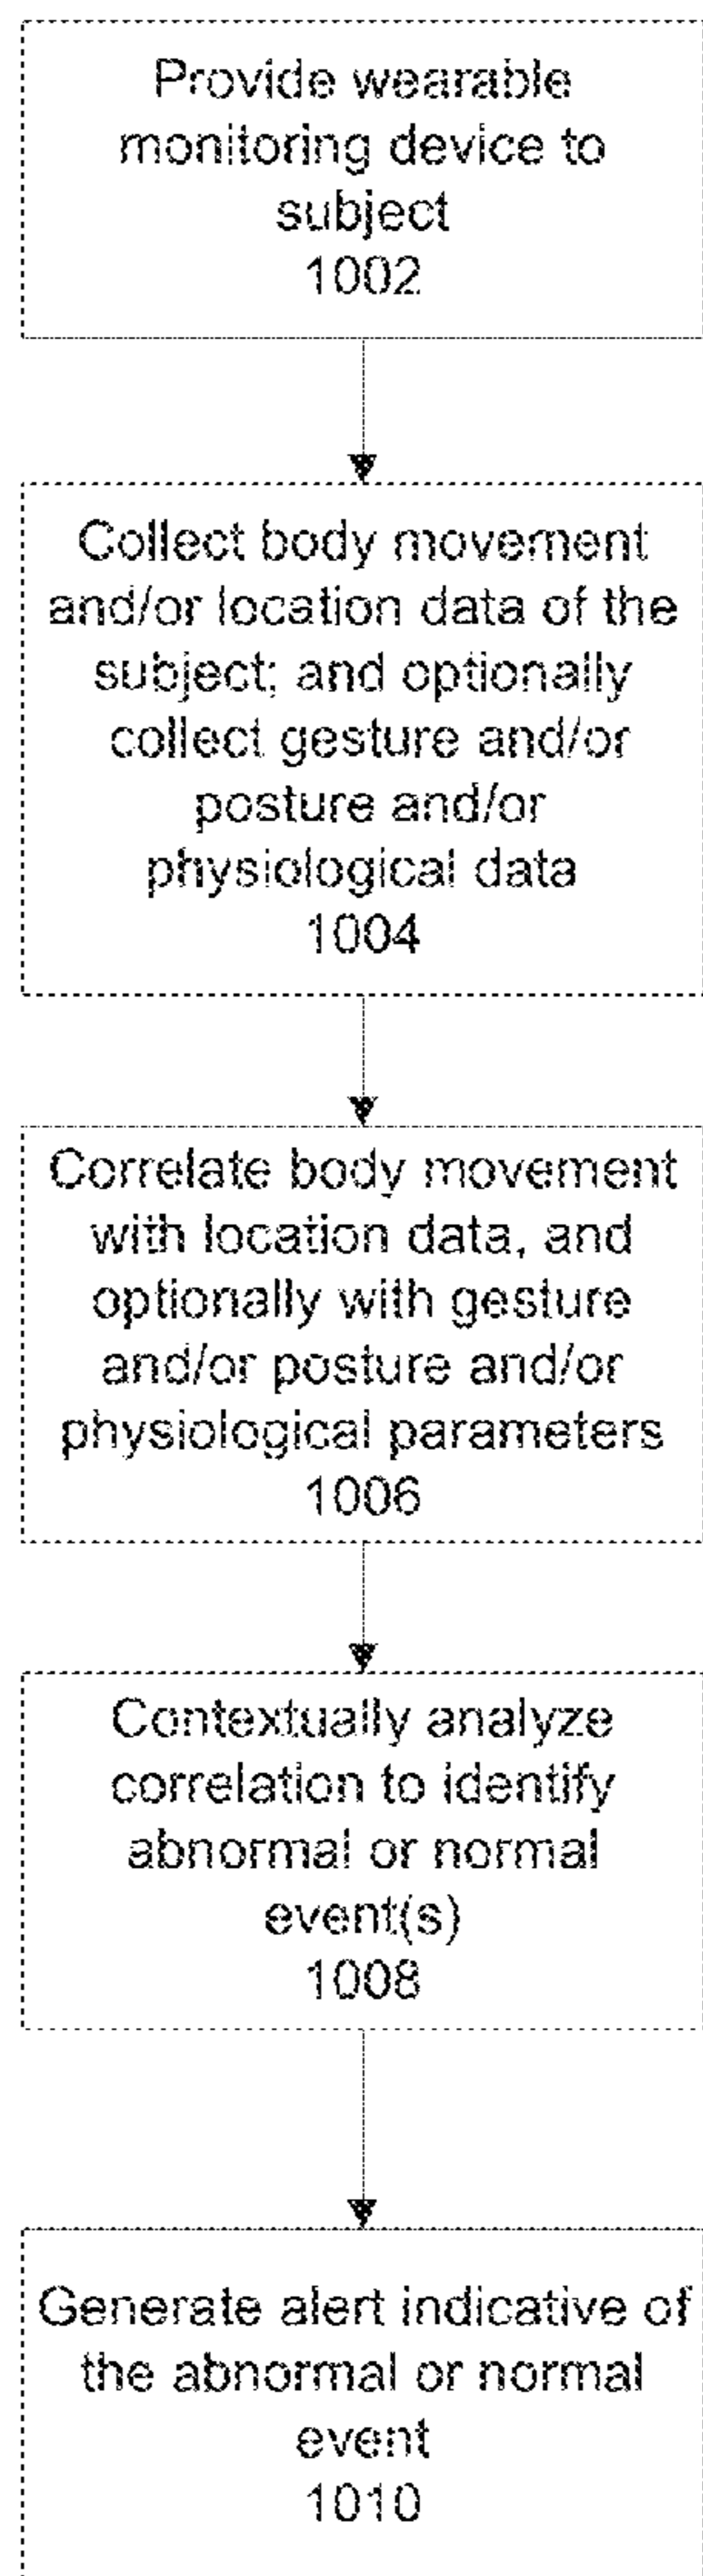 Provide wearable
monitoring device to
subject
1002
Collect body movement
and/or location data of the
subject; and optionally
collect gesture and/or
posture and/or
physiological data
1004
Correlate body movement
with location data, and
optionally with gesture
and/or posture and/or
physiological parameters
1006
Contextually analyze
correlation to identify
abnormal or normal
event(s)
1008
Generate alert indicative of
the abnormal or normal
event
1010